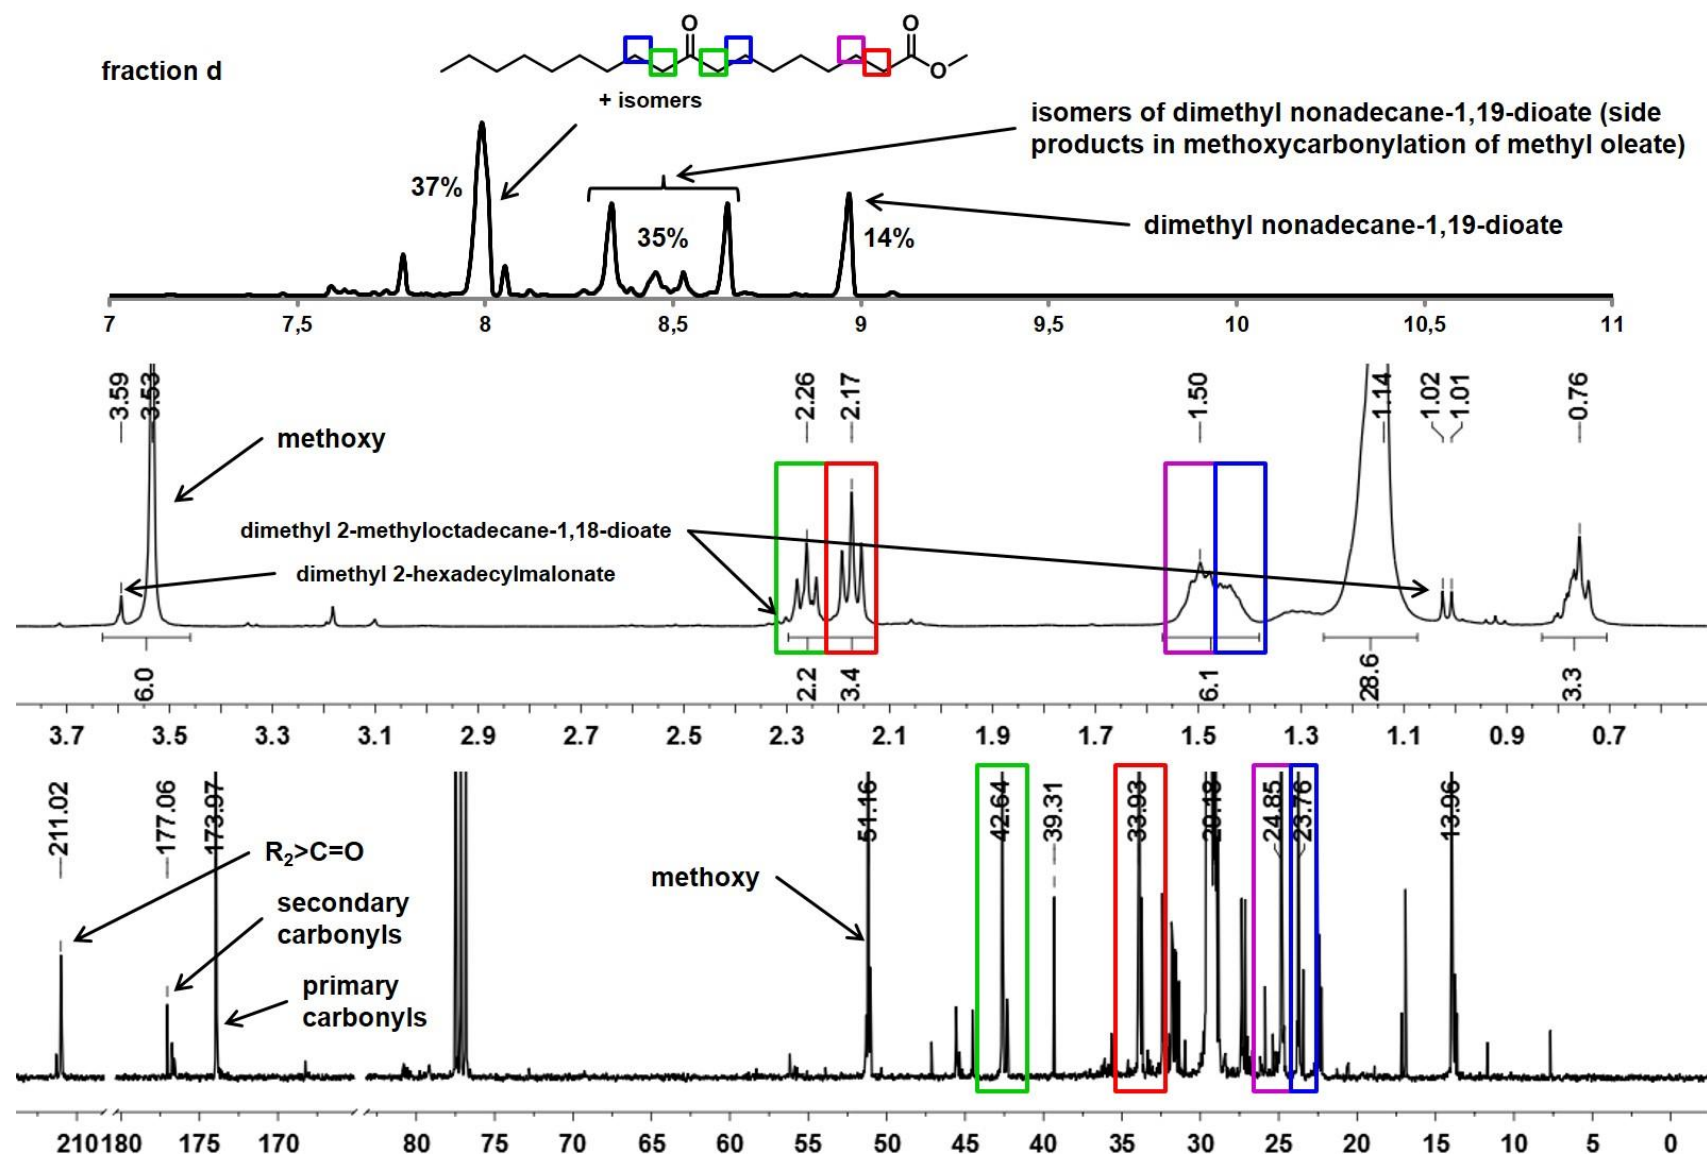 O O
O
fraction d
+ isomers
isomers of dimethyl nonadecane-1,19-dioate (side
products in methoxycarbonylation of methyl oleate)
37%
35%
14%
dimethyl nonadecane-1,19-dioate
7 7,5 8 8,5 9 9,5 10 10,5 11
3.59 3.53 2.26 2.17 1.50 1.14 1.02 1.01 0.76
methoxy
dimethyl 2-methyloctadecane-1,18-dioate
dimethyl 2-hexadecylmalonate
6.0 2.2 3.4 6.1 28.6 3.3
3.7 3.5 3.3 3.1 2.9 2.7 2.5 2.3 2.1 1.9 1.7 1.5 1.3 1.1 0.9 0.7
211.02 177.06 173.97 51.16 42.64 39.31 33.93 29.18 24.85 23.76 13.96
R2>C=O
methoxy
secondary
carbonyls
primary
carbonyls
210 180 175 170 80 75 70 65 60 55 50 45 40 35 30 25 20 15 10 5 0